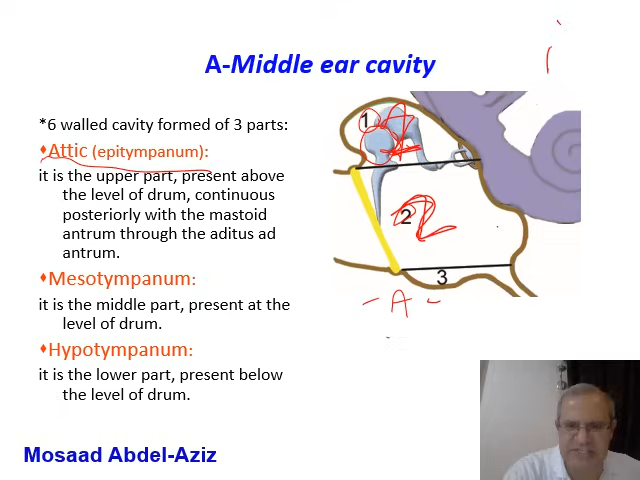 A-Middle ear cavity
*6 walled cavity formed of 3 parts:
Attic (epitympanum):
it is the upper part, present above
the level of drum, continuous
posteriorly with the mastoid
antrum through the aditus ad
antrum.
Mesotympanum:
it is the middle part, present at the
level of drum.
Hypotympanum:
it is the lower part, present below
the level of drum.
1
2
3
- A -
Mosaad Abdel-Aziz